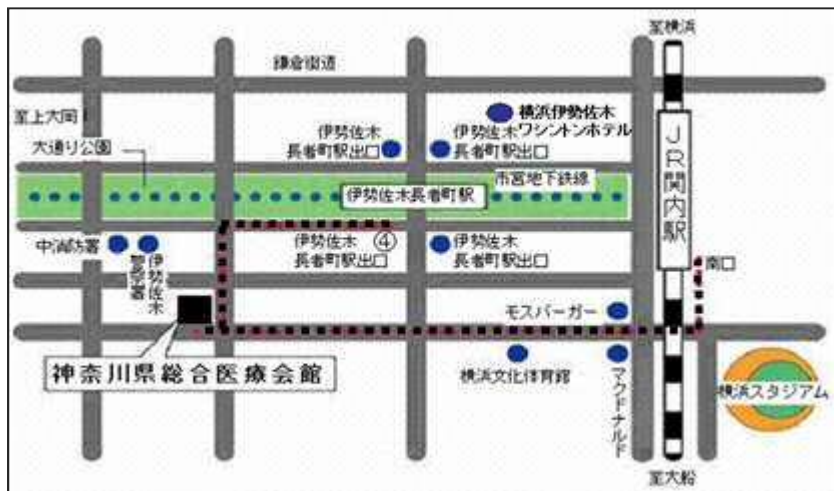 至横浜
鎌倉街道
至上大岡
横浜伊勢佐木
ワシントンホテル
伊勢佐木
長者町駅出口
伊勢佐木
長者町駅出口
大通り公園
JR関内駅
市営地下鉄線
伊勢佐木長者町駅
中消防署
伊勢佐木
警察署
伊勢佐木
長者町駅出口
④
伊勢佐木
長者町駅出口
南口
モスバーガー
神奈川県総合医療会館
横浜文化体育館
マクドナルド
横浜スタジアム
至大船